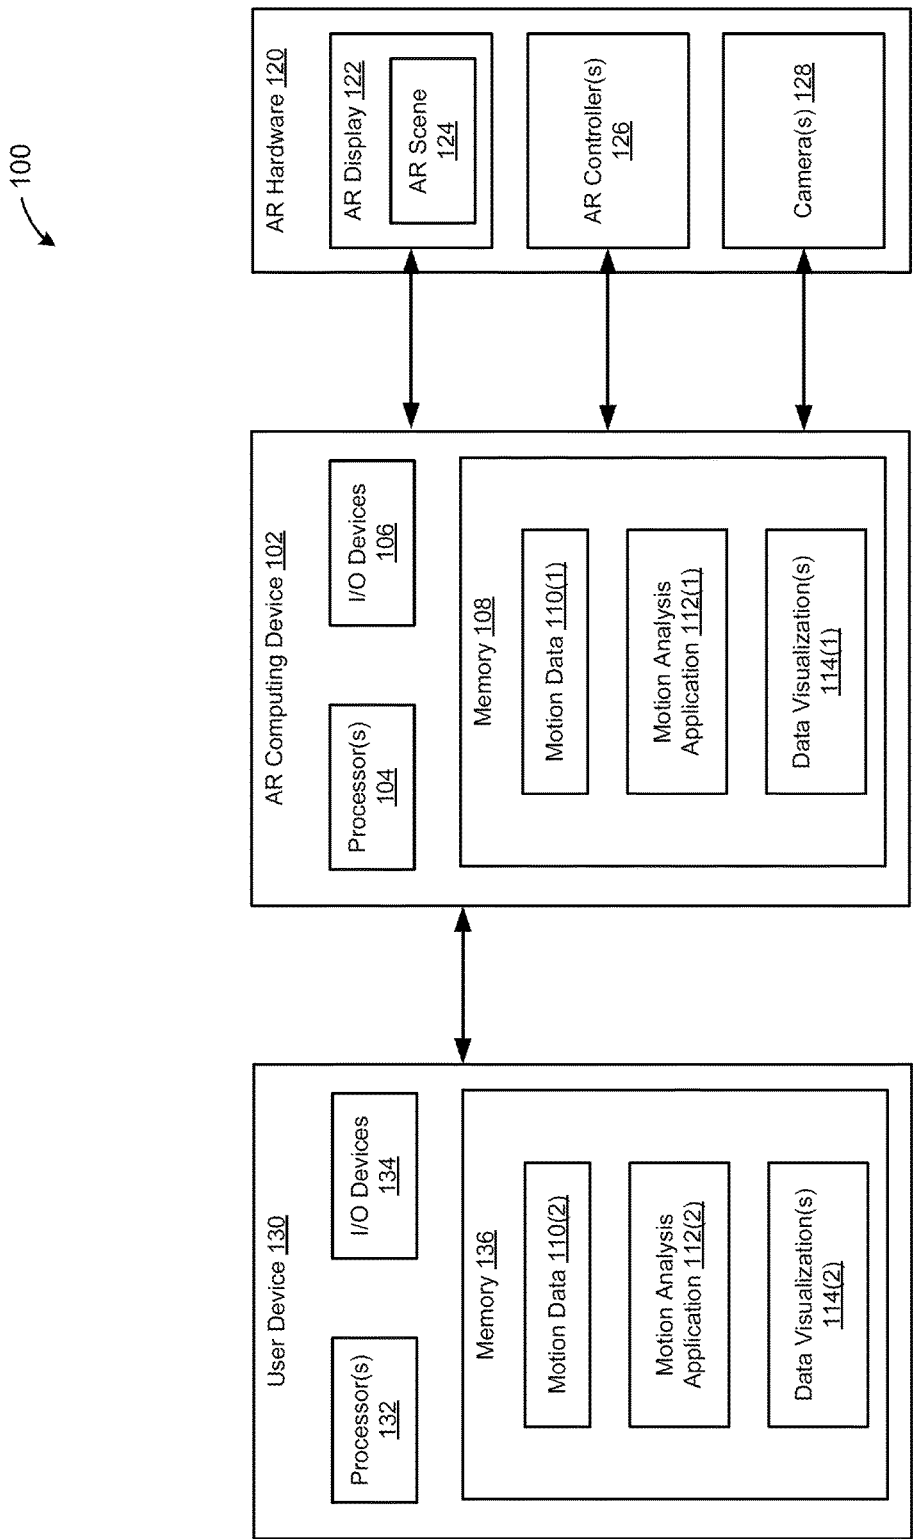 100
User Device 130
Processor(s)
132
I/O Devices
134
Memory 136
Motion Data 110(2)
Motion Analysis
Application 112(2)
Data Visualization(s)
114(2)
AR Computing Device 102
Processor(s)
104
I/O Devices
106
Memory 108
Motion Data 110(1)
Motion Analysis
Application 112(1)
Data Visualization(s)
114(1)
AR Hardware 120
AR Display 122
AR Scene
124
AR Controller(s)
126
Camera(s) 128